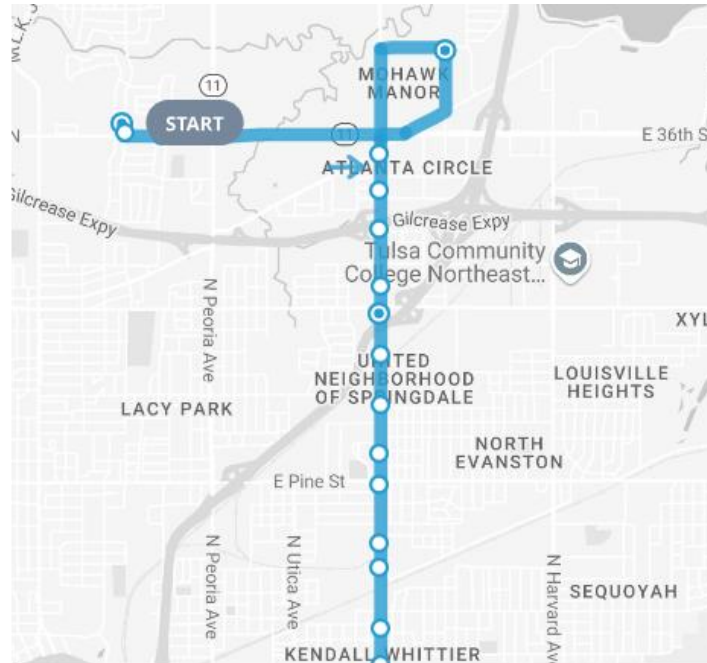 11
START
MOHAWK
MANOR
11
E 36th S
ATLANTA CIRCLE
Gilcrease Expy
Gilcrease Expy
Tulsa Community
College Northeast...
N Peoria Ave
XYL
UNITED
NEIGHBORHOOD
OF SPRINGDALE
LOUISVILLE
HEIGHTS
LACY PARK
NORTH
EVANSTON
E Pine St
N Peoria Ave
N Utica Ave
N Harvard Av
SEQUOYAH
KENDALL WHITTIER